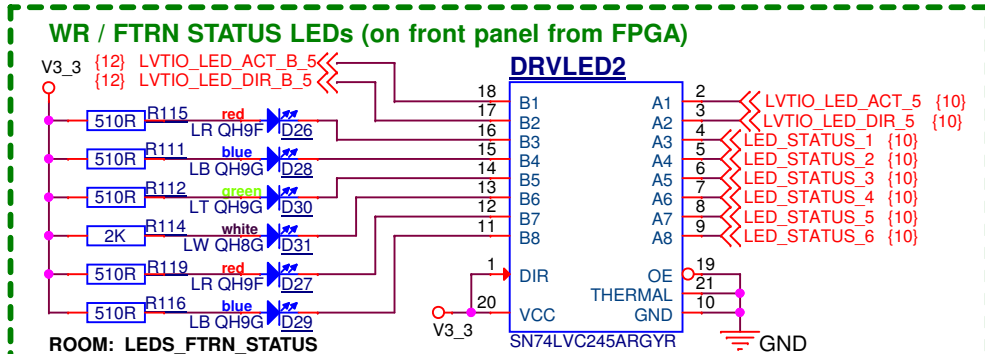 WR / FTRN STATUS LEDs (on front panel from FPGA)
V3_3 {12} LVTIO_LED_ACT_B_5
{12} LVTIO_LED_DIR_B_5
DRVLED2
510R R115 red LR QH9F D26
510R R111 blue LB QH9G D28
510R R112 green LT QH9G D30
2K R114 white LW QH8G D31
510R R119 red LR QH9F D27
510R R116 blue LB QH9G D29
18 B1 A1 2 LVTIO_LED_ACT_5 {10}
17 B2 A2 3 LVTIO_LED_DIR_5 {10}
16 B3 A3 4 LED_STATUS_1 {10}
15 B4 A4 5 LED_STATUS_2 {10}
14 B5 A5 6 LED_STATUS_3 {10}
13 B6 A6 7 LED_STATUS_4 {10}
12 B7 A7 8 LED_STATUS_5 {10}
11 B8 A8 9 LED_STATUS_6 {10}
1 DIR OE 19
THERMAL 21
V3_3 20 VCC GND 10
SN74LVC245ARGYR GND
ROOM: LEDS_FTRN_STATUS